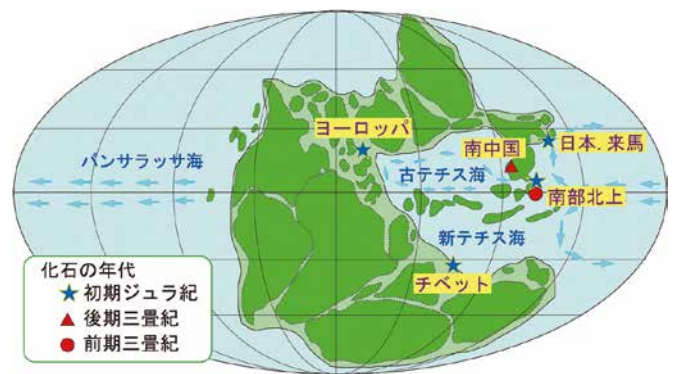 ヨーロッパ
南中国
日本．来馬
パンサラッサ海
古テチス海
南部北上
新テチス海
チベット
化石の年代
初期ジュラ紀
後期三畳紀
前期三畳紀